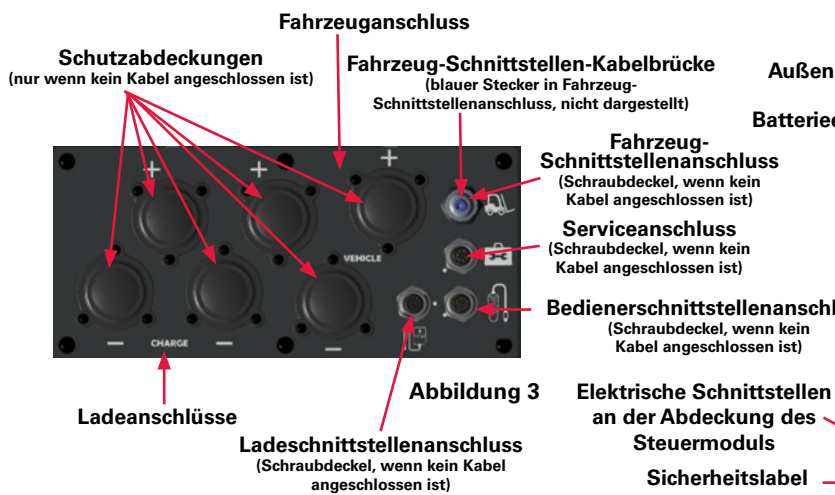 Fahrzeuganschluss
Schutzabdeckungen
(nur wenn kein Kabel angeschlossen ist)
Fahrzeug-Schnittstellen-Kabelbrücke
(blauer Stecker in Fahrzeug-
Schnittstellenanschluss, nicht dargestellt)
Außen
Batteriee
Fahrzeug-
Schnittstellenanschluss
(Schraubdeckel, wenn kein
Kabel angeschlossen ist)
Serviceanschluss
(Schraubdeckel, wenn kein
Kabel angeschlossen ist)
VEHICLE
Bedienerschnittstellenanschl
(Schraubdeckel, wenn kein
Kabel angeschlossen ist)
CHARGE
Abbildung 3
Ladeanschlüsse
Ladeschnittstellenanschluss
(Schraubdeckel, wenn kein Kabel
angeschlossen ist)
Elektrische Schnittstellen
an der Abdeckung des
Steuermoduls
Sicherheitslabel